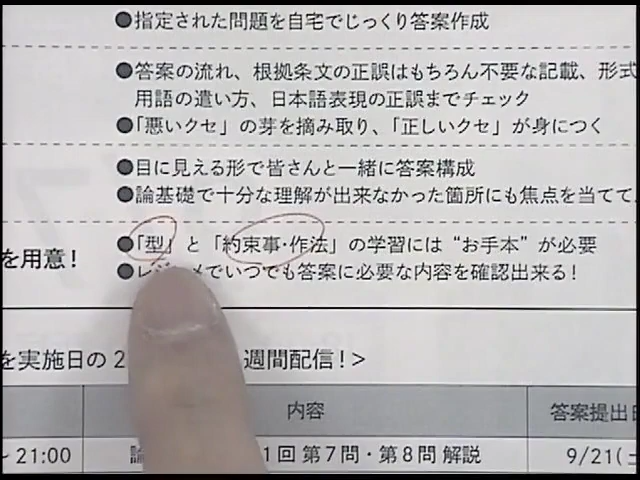 ●指定された問題を自宅でじっくり答案作成
●答案の流れ、根拠条文の正誤はもちろん不要な記載、形式
用語の遣い方、日本語表現の正誤までチェック
●「悪いクセ」の芽を摘み取り、「正しいクセ」が身につく
●目に見える形で皆さんと一緒に答案構成
●論基礎で十分な理解が出来なかった箇所にも焦点を当てて
●「型」と「約束事・作法」の学習には“お手本”が必要
を用意！
●レジュメでいつでも答案に必要な内容を確認出来る！
を実施日の2 週間配信！>
内容 答案提出
～21:00 1回 第7問・第8問 解説 9/21(土